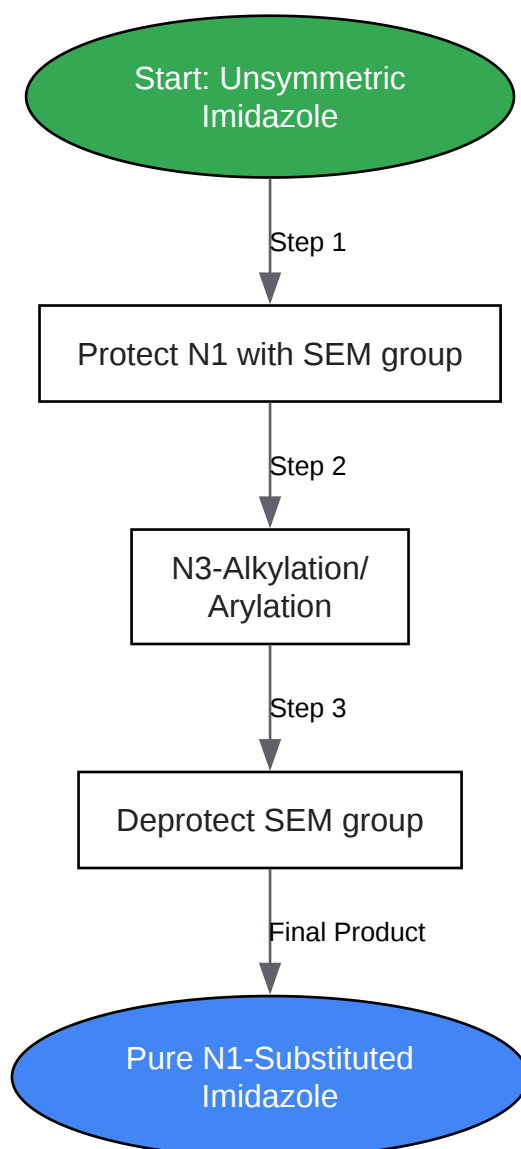 Start: Unsymmetric
Imidazole
Step 1
Protect N1 with SEM group
Step 2
N3-Alkylation/
Arylation
Step 3
Deprotect SEM group
Final Product
Pure N1-Substituted
Imidazole